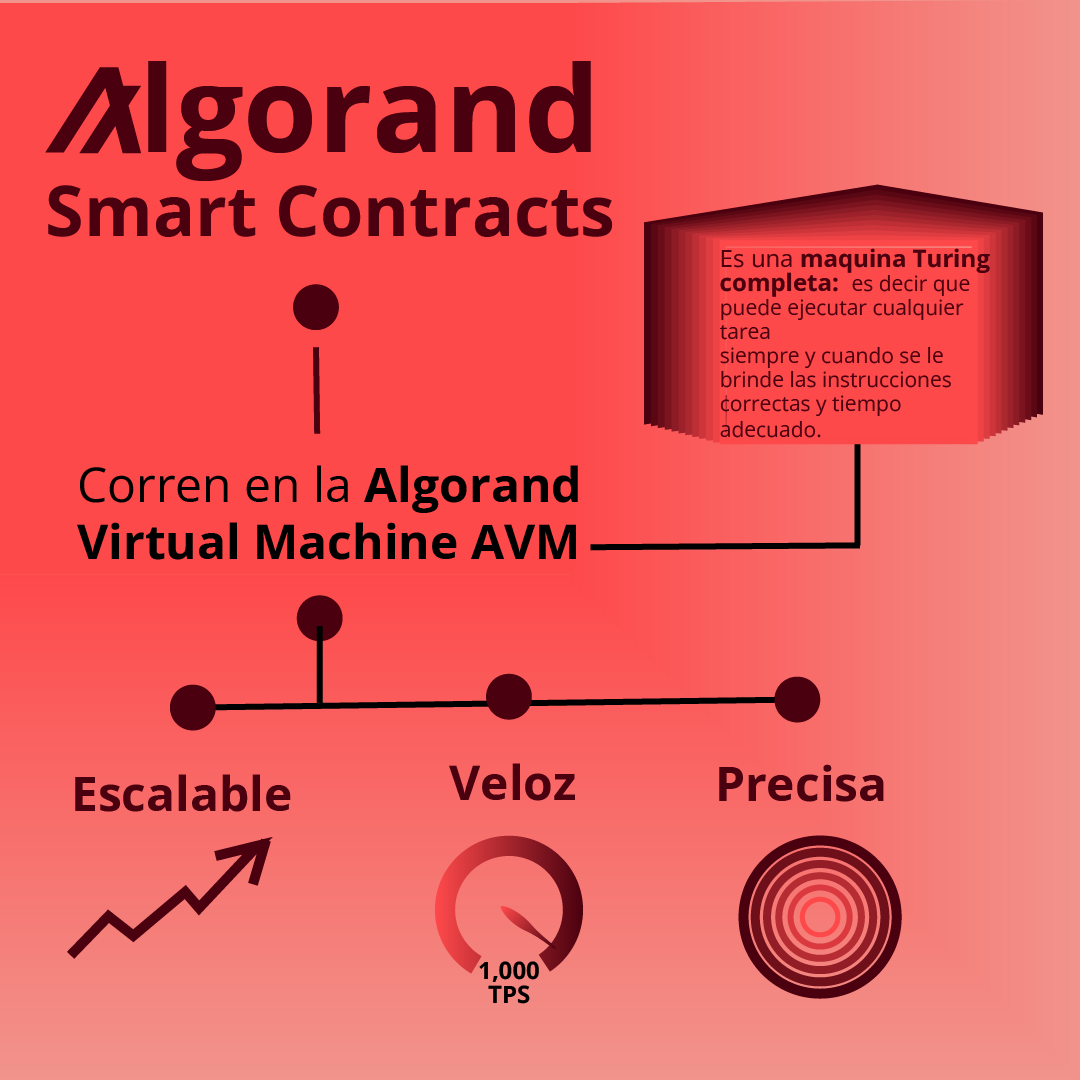 Algorand
Smart Contracts
Es una maquina Turing
completa: es decir que
puede ejecutar cualquier
tarea
siempre y cuando se le
brinde las instrucciones
correctas y tiempo
adecuado.
Corren en la Algorand
Virtual Machine AVM
Escalable
Veloz
Precisa
1,000
TPS